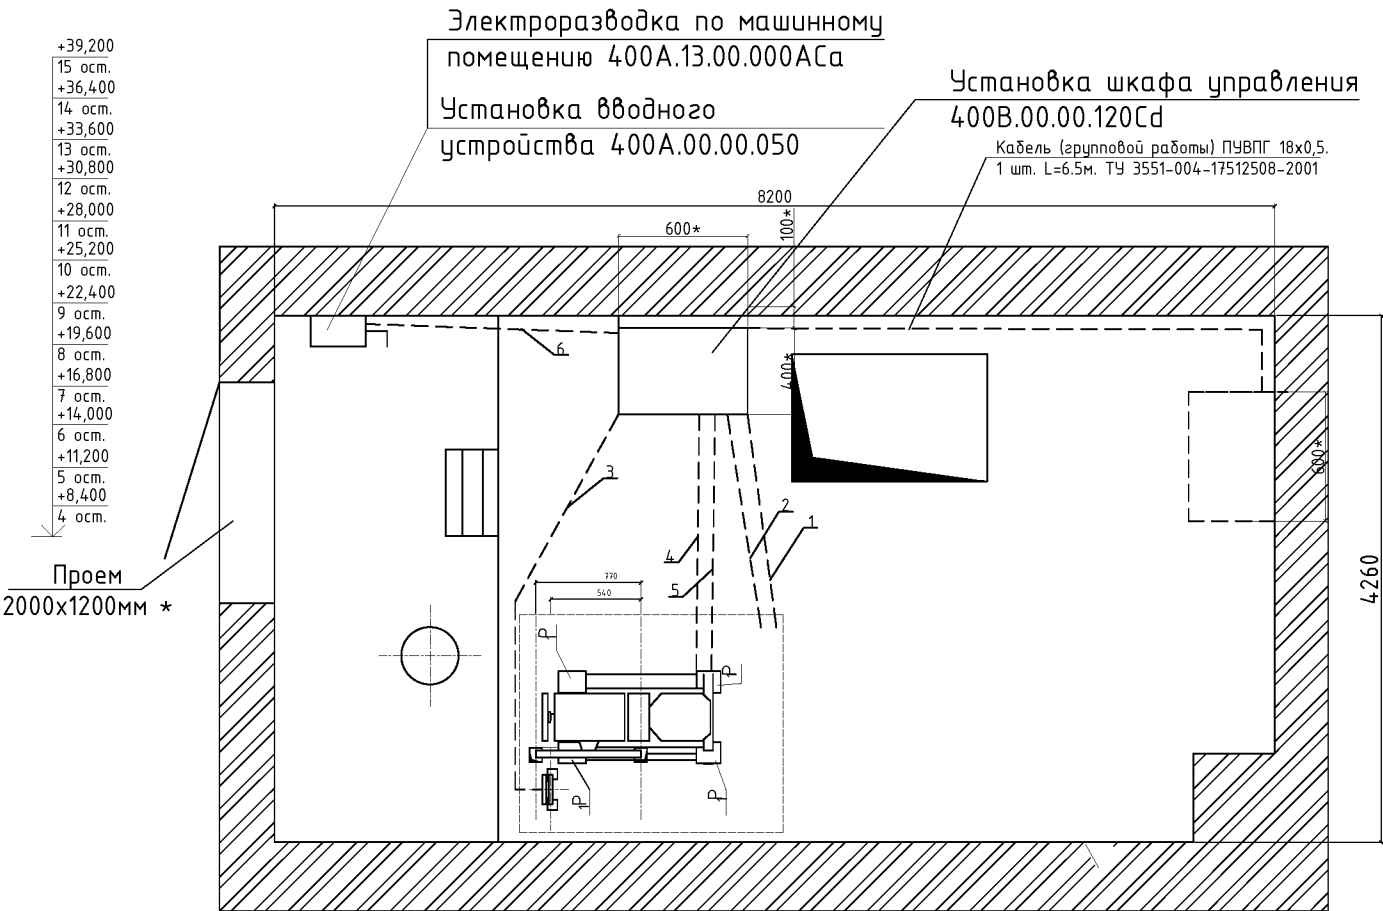 Электроразводка по машинному
помещению 400А.13.00.000АСа
Установка вводного
устройства 400А.00.00.050
Установка шкафа управления
400В.00.00.120Cd
Кабель (групповой работы) ПУВПГ 18х0,5.
1 шт. L=6.5м. ТУ 3551-004-17512508-2001
+39,200
15 ост.
+36,400
14 ост.
+33,600
13 ост.
+30,800
12 ост.
+28,000
11 ост.
+25,200
10 ост.
+22,400
9 ост.
+19,600
8 ост.
+16,800
7 ост.
+14,000
6 ост.
+11,200
5 ост.
+8,400
4 ост.
8200
600*
100*
400*
6
3
2
1
4
5
600*
4260
Проем
2000х1200мм *
770
540
Р
Р
1Р
1Р